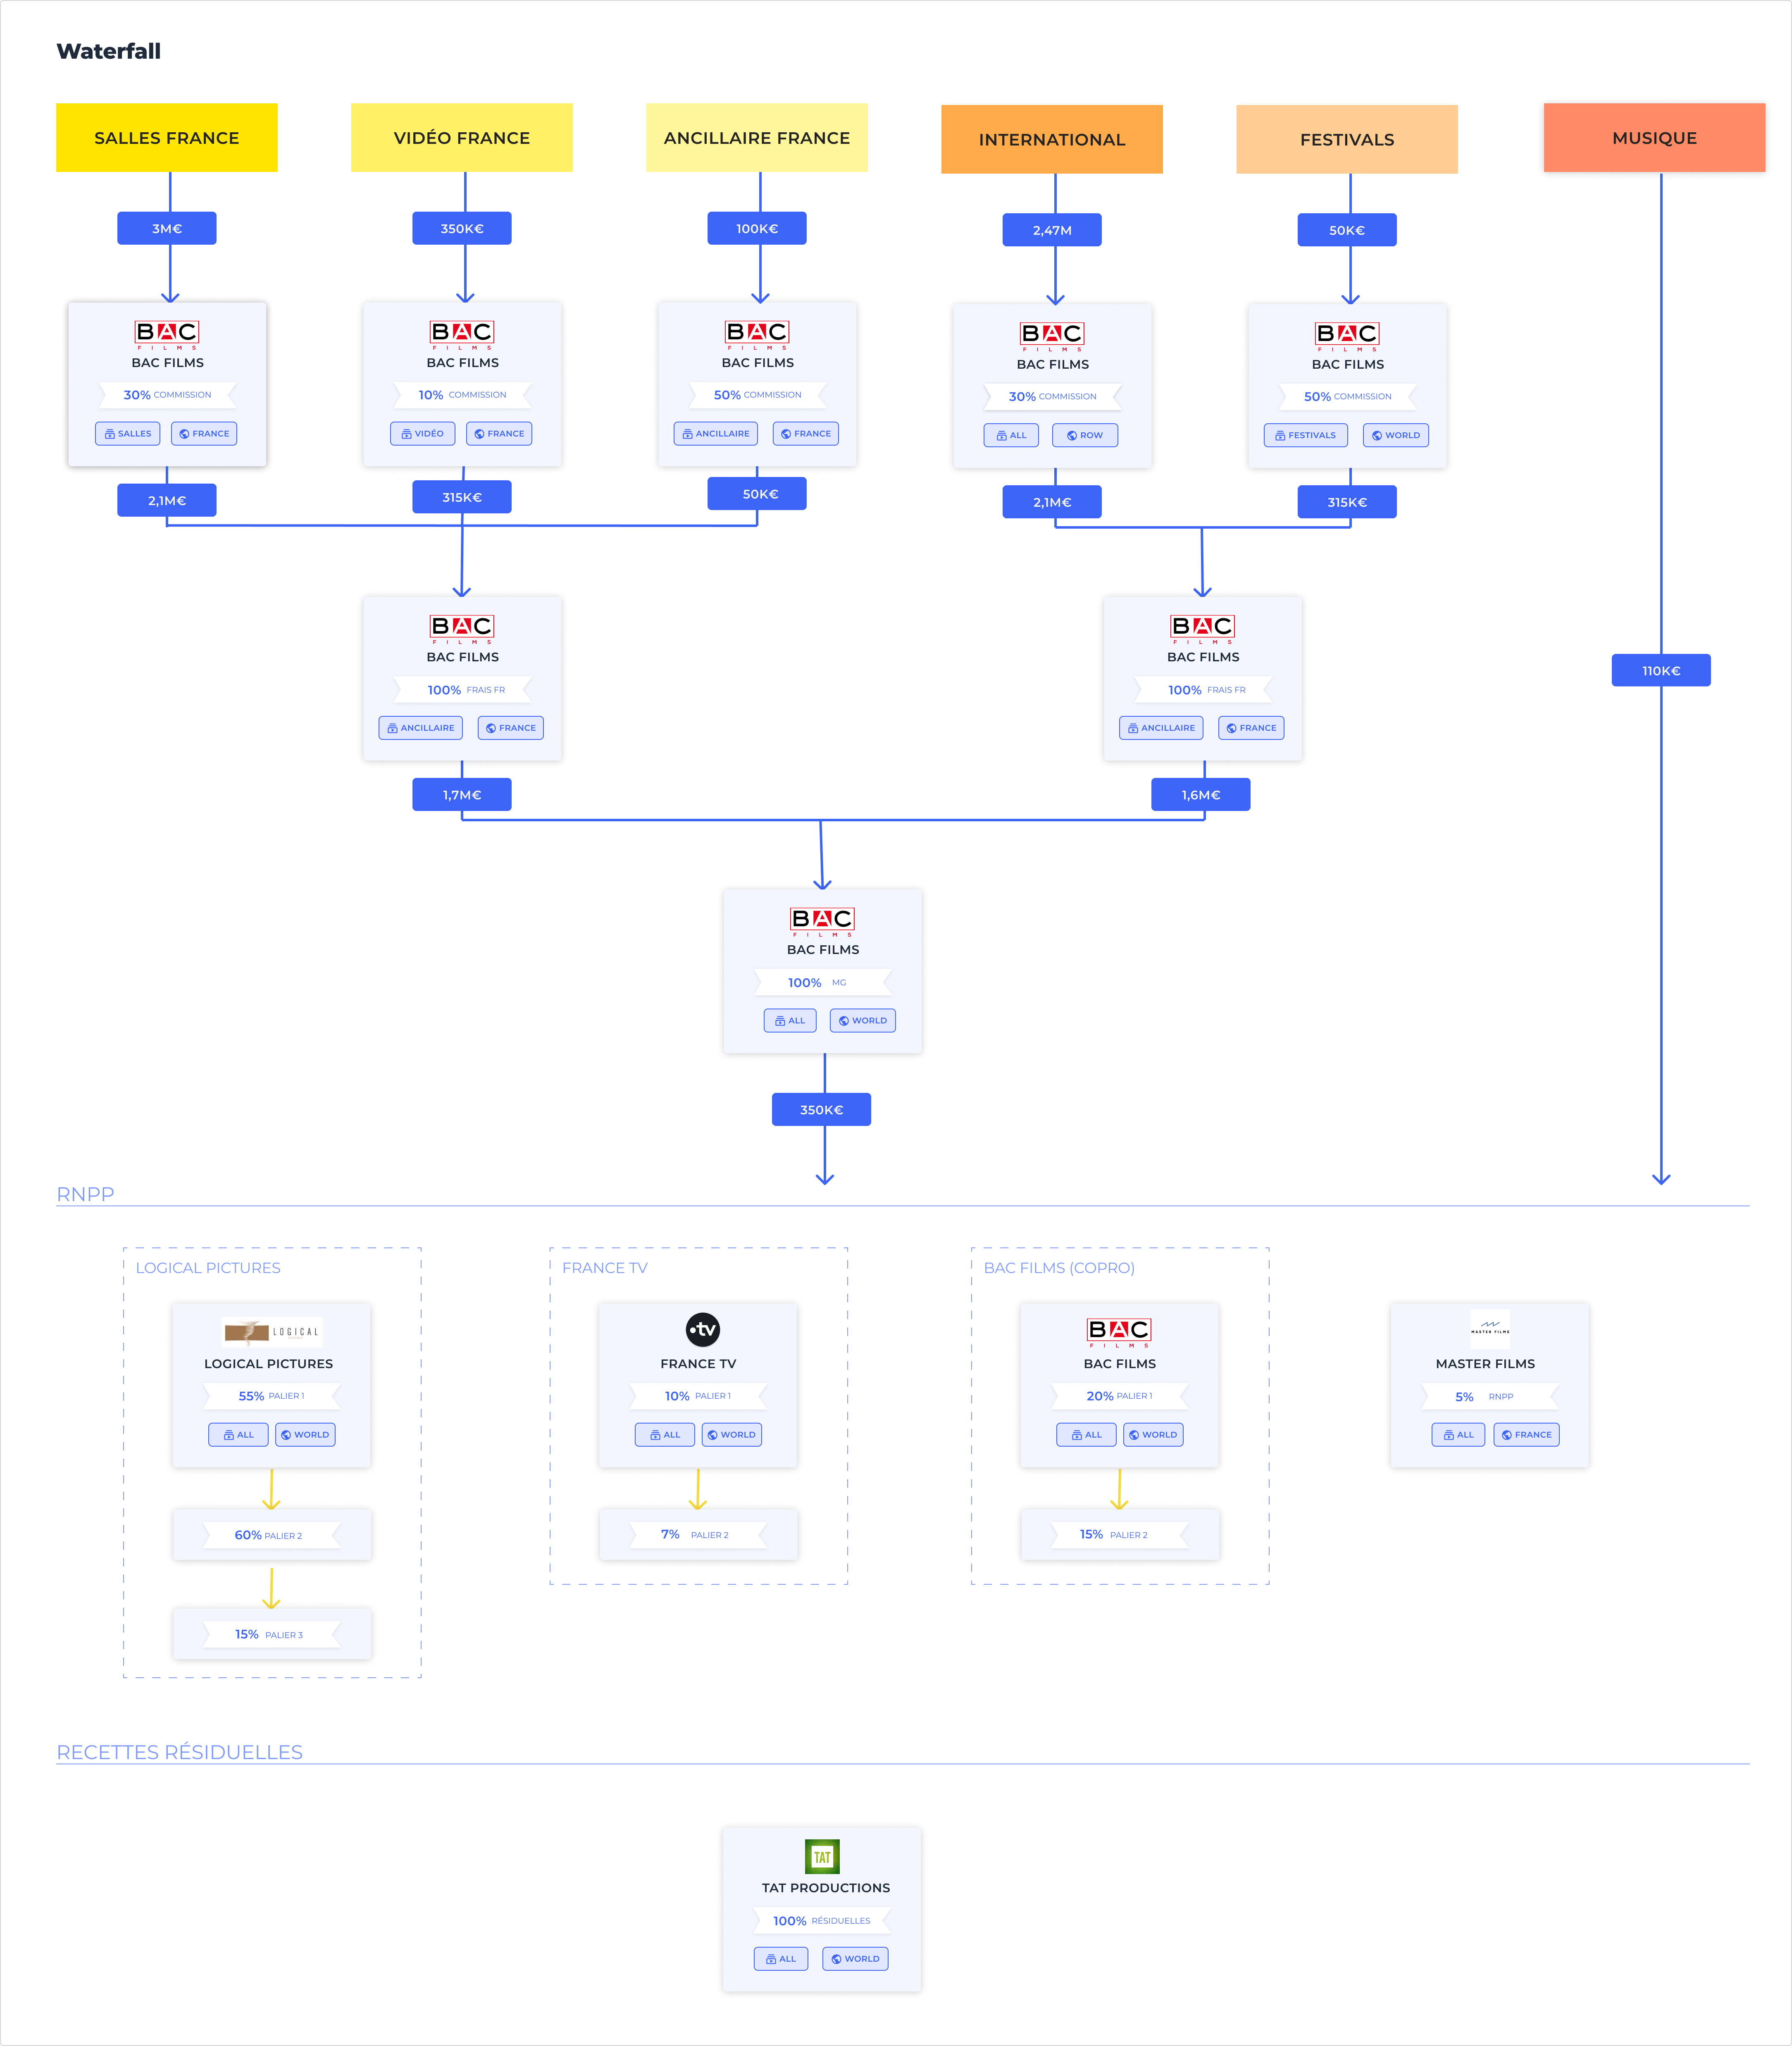 Waterfall
SALLES FRANCE
VIDÉO FRANCE
ANCILLAIRE FRANCE
INTERNATIONAL
FESTIVALS
MUSIQUE
3M€
350K€
100K€
2,47M
50K€
BAC
FILMS
BAC FILMS
30% COMMISSION
SALLES FRANCE
BAC
FILMS
BAC FILMS
10% COMMISSION
VIDÉO FRANCE
BAC
FILMS
BAC FILMS
50% COMMISSION
ANCILLAIRE FRANCE
BAC
FILMS
BAC FILMS
30% COMMISSION
ALL ROW
BAC
FILMS
BAC FILMS
50% COMMISSION
FESTIVALS WORLD
2,1M€
315K€
50K€
2,1M€
315K€
BAC
FILMS
BAC FILMS
100% FRAIS FR
ANCILLAIRE FRANCE
BAC
FILMS
BAC FILMS
100% FRAIS FR
ANCILLAIRE FRANCE
110K€
1,7M€
1,6M€
BAC
FILMS
BAC FILMS
100% MG
ALL WORLD
350K€
RNPP
LOGICAL PICTURES
LOGICAL
LOGICAL PICTURES
55% PALIER 1
ALL WORLD
60% PALIER 2
15% PALIER 3
FRANCE TV
•tv
FRANCE TV
10% PALIER 1
ALL WORLD
7% PALIER 2
BAC FILMS (COPRO)
BAC
FILMS
BAC FILMS
20% PALIER 1
ALL WORLD
15% PALIER 2
MASTER FILMS
MASTER FILMS
5% RNPP
ALL FRANCE
RECETTES RÉSIDUELLES
TAT
TAT PRODUCTIONS
100% RÉSIDUELLES
ALL WORLD